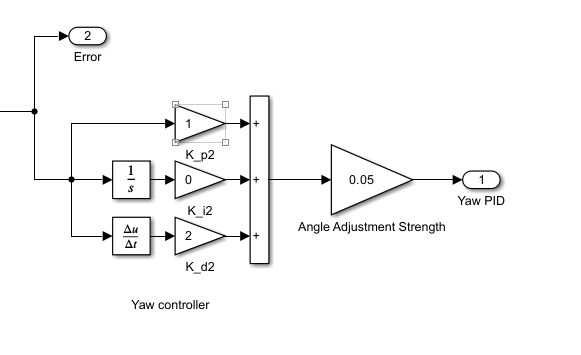 2
Error
1
+
K_p2
1
s
0
+
K_i2
Δu
Δt
2
+
K_d2
0.05
Angle Adjustment Strength
1
Yaw PID
Yaw controller